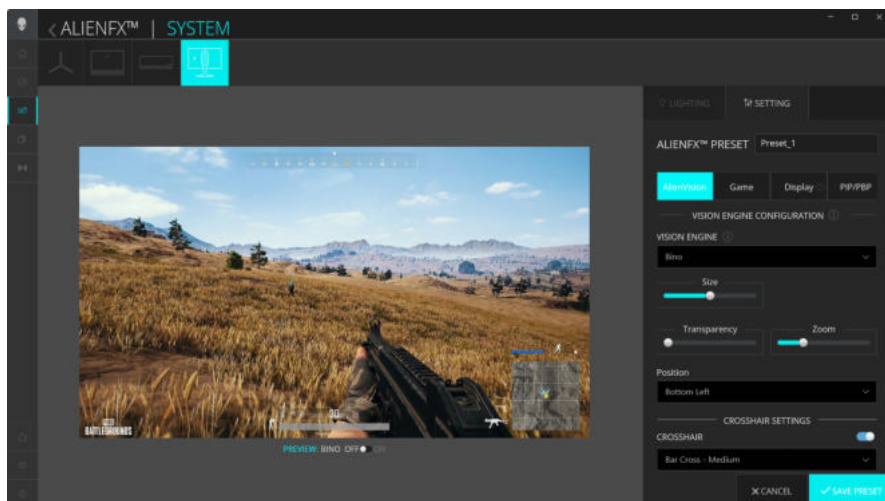 ALIENFX™ | SYSTEM
LIGHTING
SETTING
ALIENFX™ PRESET
Preset_1
AlienVision
Game
Display
PIP/PBP
VISION ENGINE CONFIGURATION
VISION ENGINE
Bino
Size
Transparency
Zoom
Position
Bottom Left
CROSSHAIR SETTINGS
CROSSHAIR
Bar Cross - Medium
BATTLEGROUNDS
30
PREVIEW: BINO OFF ON
CANCEL
SAVE PRESET